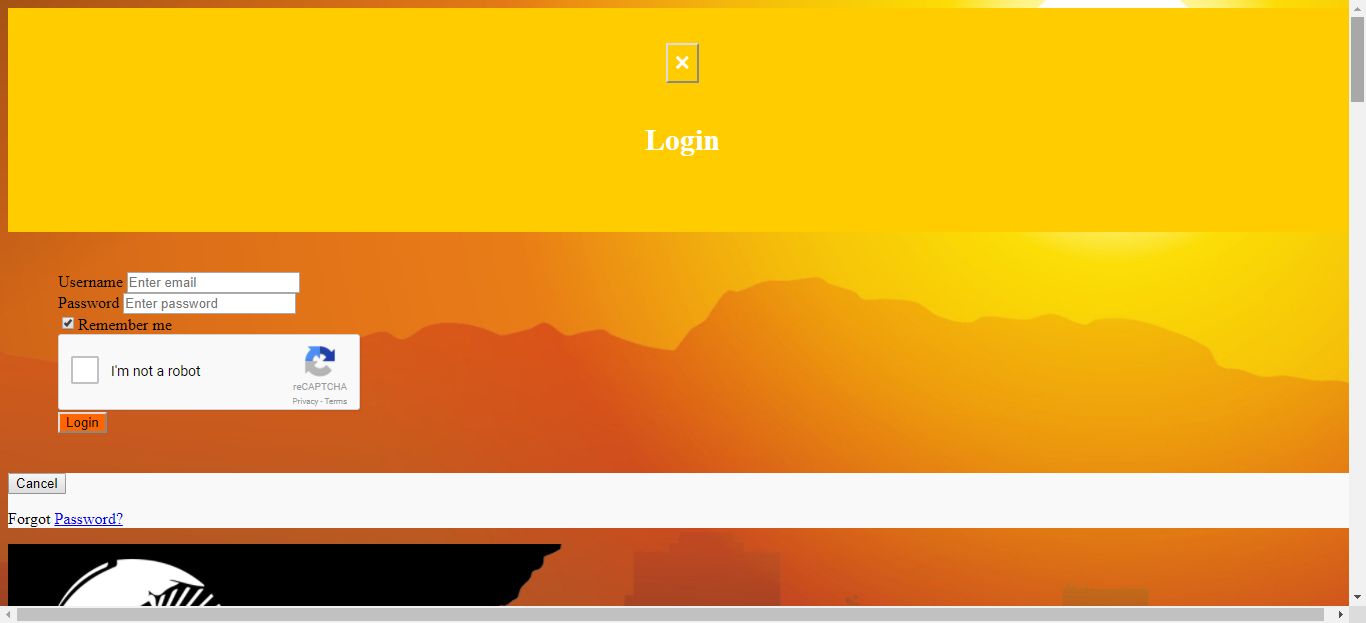 ×
Login
Username Enter email
Password Enter password
Remember me
I'm not a robot
reCAPTCHA
Privacy - Terms
Login
Cancel
Forgot Password?